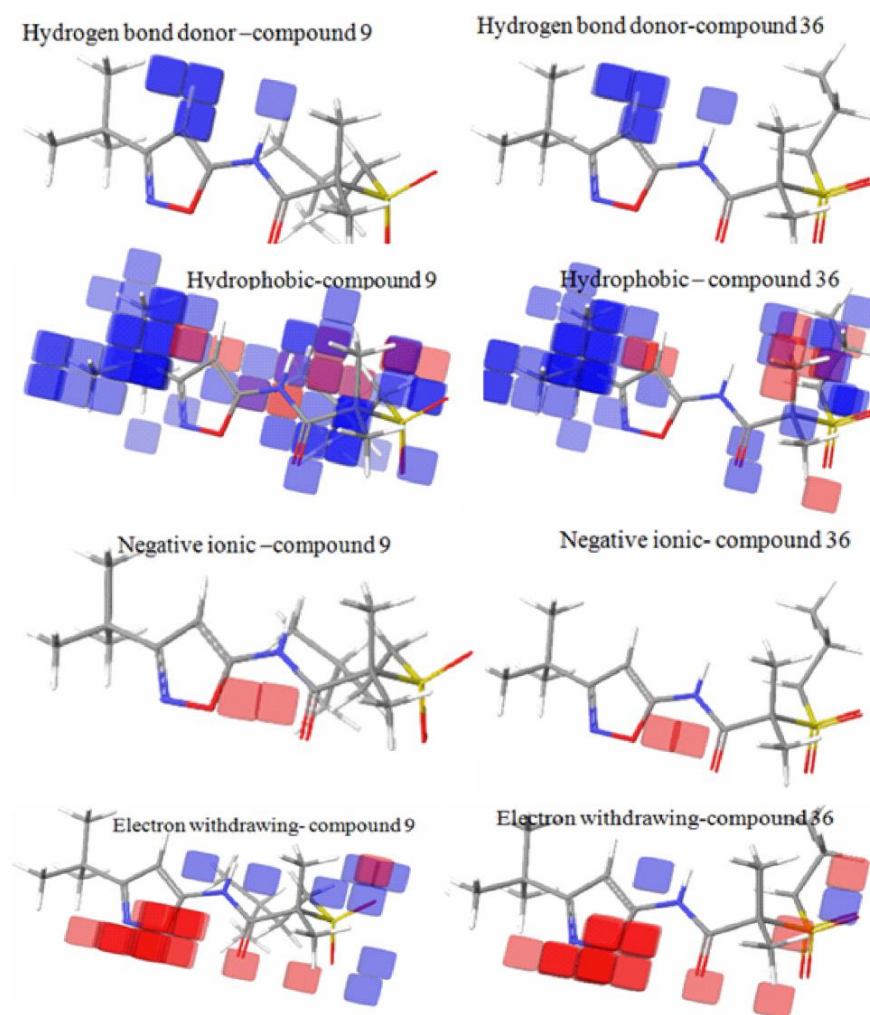 Hydrogen bond donor –compound 9
Hydrogen bond donor-compound 36
Hydrophobic-compound 9
Hydrophobic – compound 36
Negative ionic –compound 9
Negative ionic- compound 36
Electron withdrawing- compound 9
Electron withdrawing-compound 36